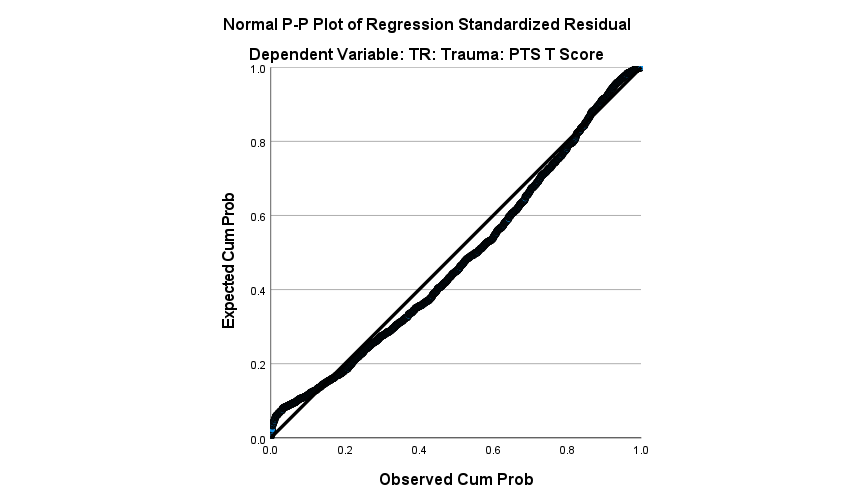 Normal P-P Plot of Regression Standardized Residual
Dependent Variable: TR: Trauma: PTS T Score
1.0
0.8
0.6
0.4
0.2
0.0
Expected Cum Prob
0.0 0.2 0.4 0.6 0.8 1.0
Observed Cum Prob